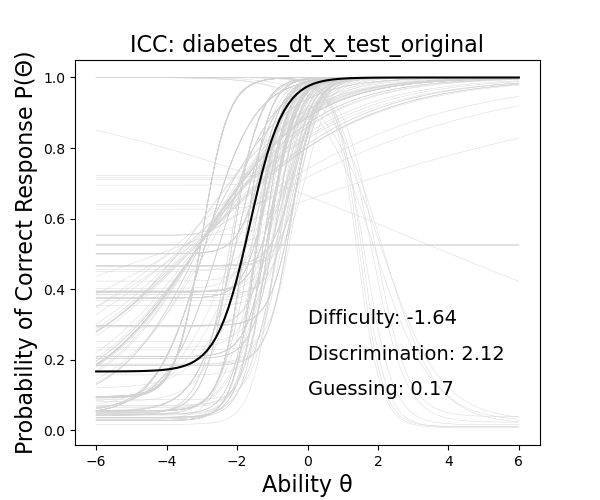 ICC: diabetes_dt_x_test_original
Probability of Correct Response P(Θ)
1.0
0.8
0.6
0.4
0.2
0.0
Difficulty: -1.64
Discrimination: 2.12
Guessing: 0.17
−6 −4 −2 0 2 4 6
Ability θ